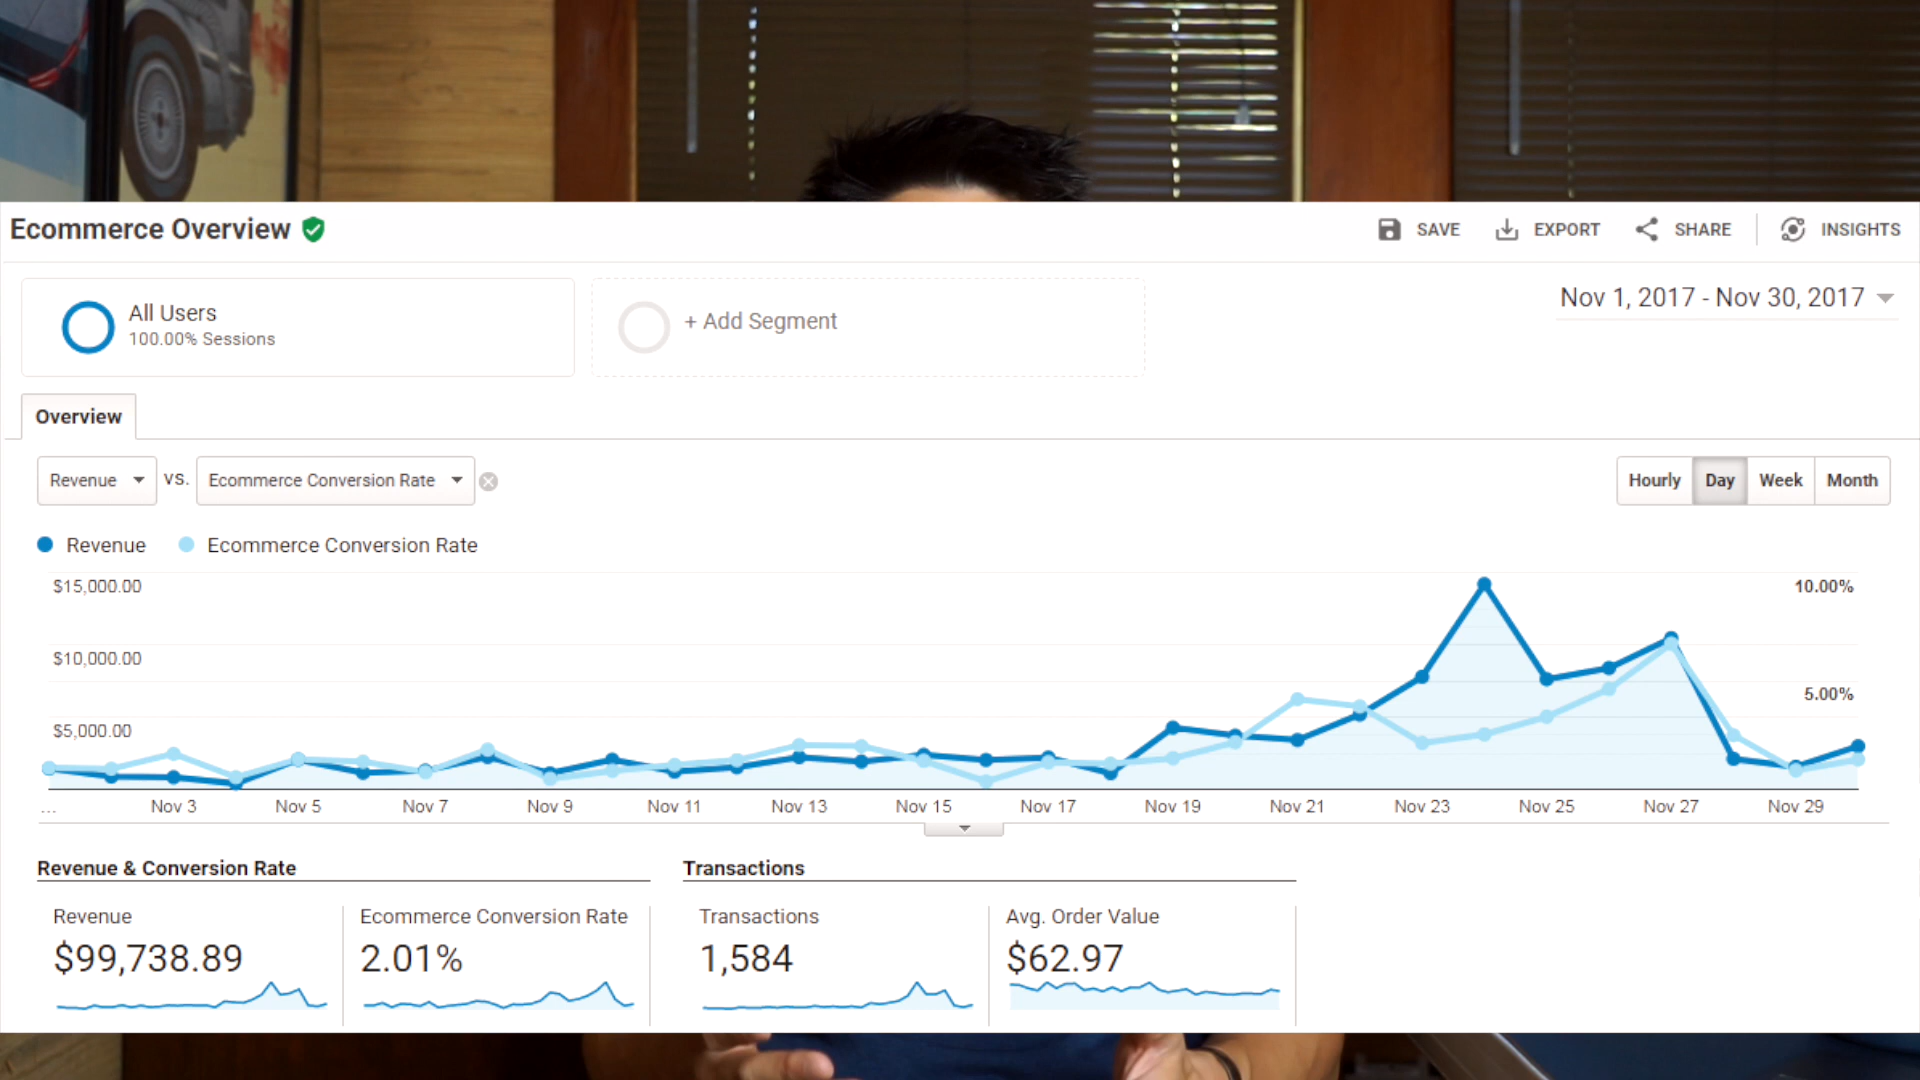 Ecommerce Overview
SAVE
EXPORT
SHARE
INSIGHTS
All Users
100.00% Sessions
+ Add Segment
Nov 1, 2017 - Nov 30, 2017
Overview
Revenue
VS.
Ecommerce Conversion Rate
Hourly
Day
Week
Month
Revenue
Ecommerce Conversion Rate
$15,000.00
10.00%
$10,000.00
5.00%
$5,000.00
...
Nov 3
Nov 5
Nov 7
Nov 9
Nov 11
Nov 13
Nov 15
Nov 17
Nov 19
Nov 21
Nov 23
Nov 25
Nov 27
Nov 29
Revenue & Conversion Rate
Transactions
Revenue
Ecommerce Conversion Rate
Transactions
Avg. Order Value
$99,738.89
2.01%
1,584
$62.97